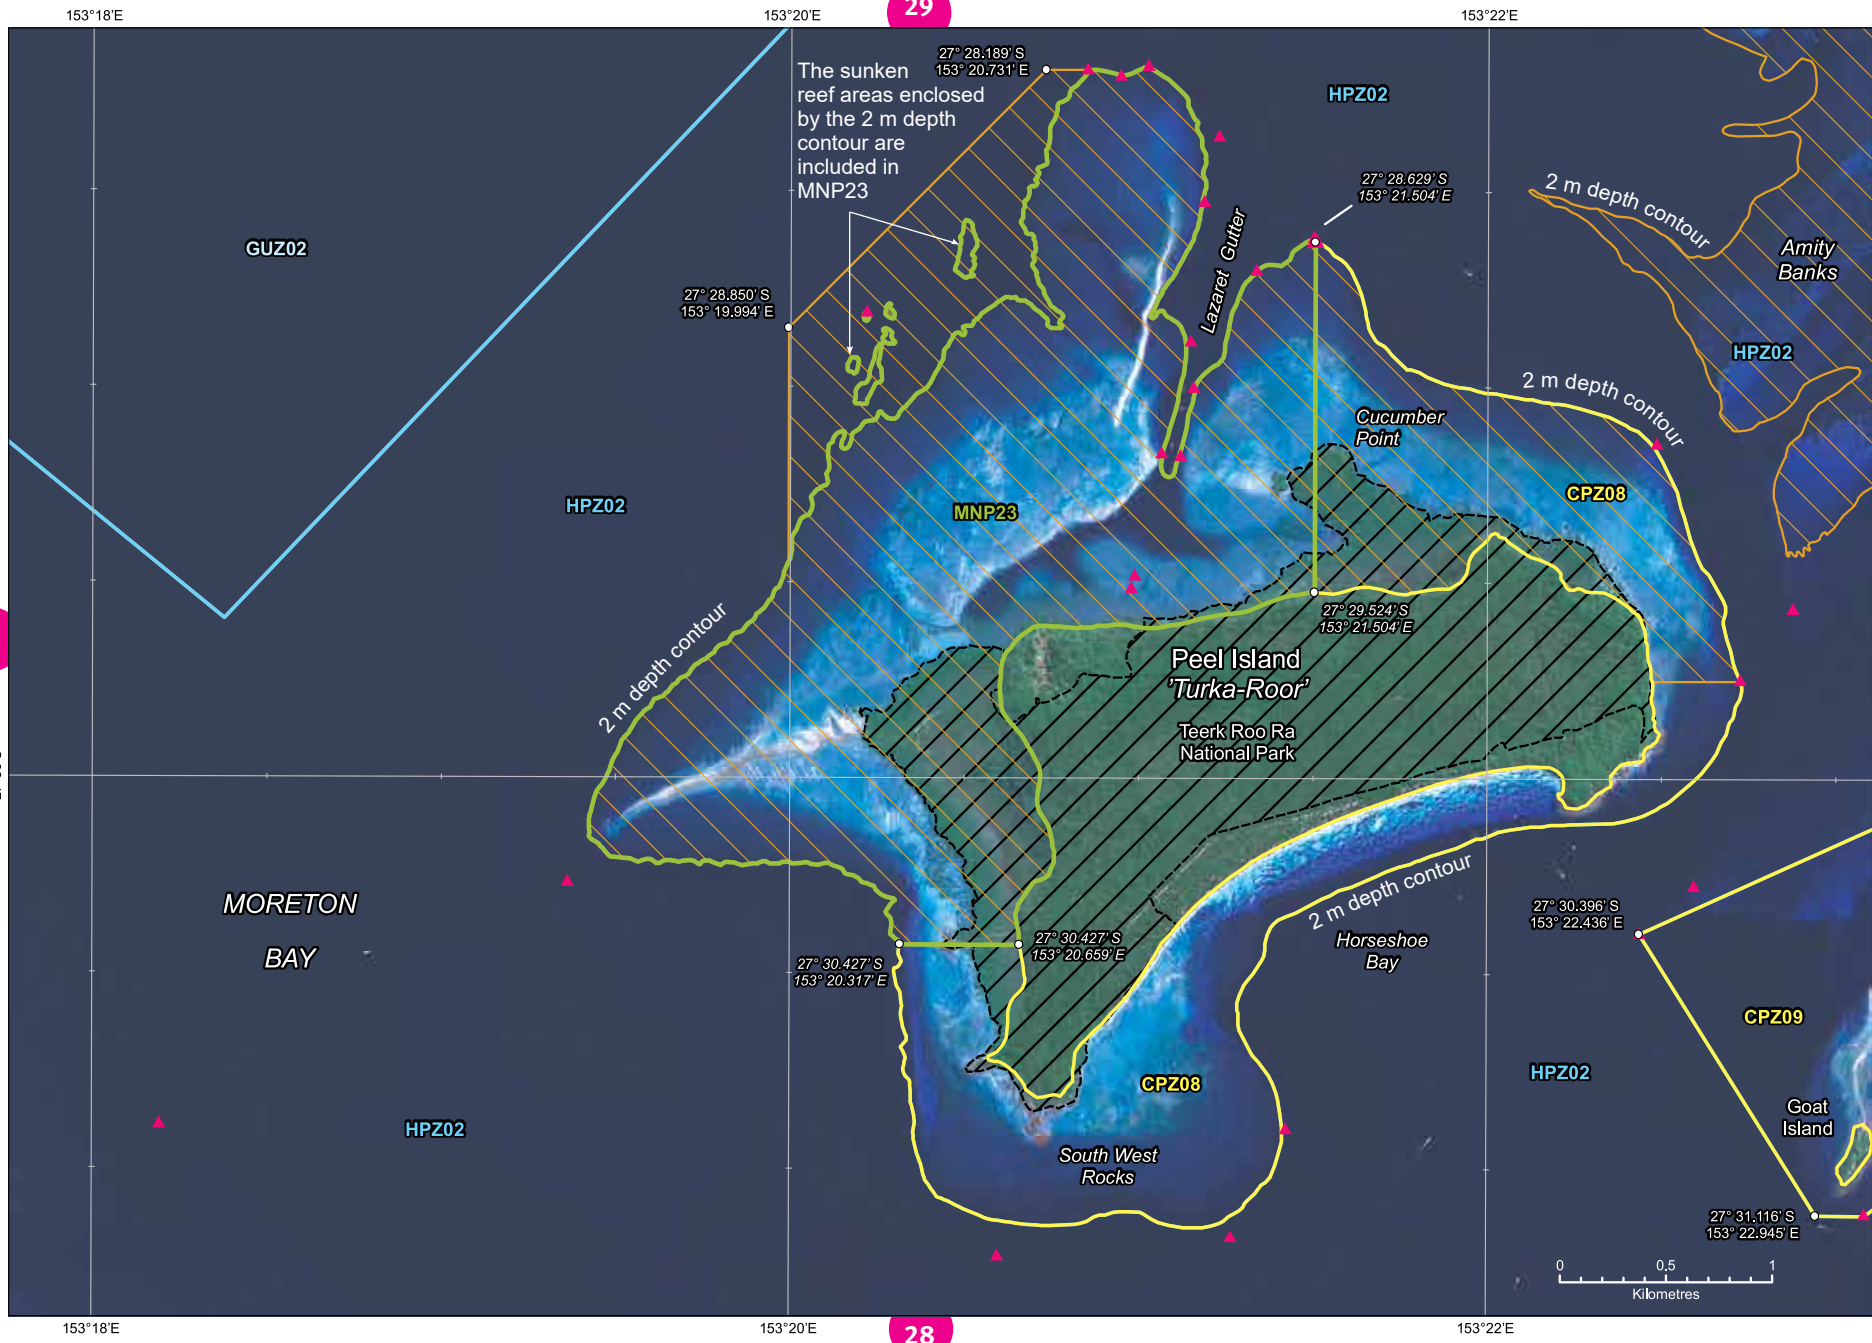 153°18'E
153°20'E
29
153°22'E
27° 28.189' S
153° 20.731' E
The sunken
reef areas enclosed
by the 2 m depth
contour are
included in
MNP23
HPZ02
27° 28.629' S
153° 21.504' E
2 m depth contour
Amity
Banks
GUZ02
Lazaret Gutter
27° 28.850' S
153° 19.994' E
HPZ02
2 m depth contour
Cucumber
Point
CPZ08
HPZ02
MNP23
27° 29.524' S
153° 21.504' E
2 m depth contour
Peel Island
'Turka-Roor'
Teerk Roo Ra
National Park
MORETON
BAY
2 m depth contour
27° 30.396' S
153° 22.436' E
27° 30.427' S
153° 20.659' E
Horseshoe
Bay
27° 30.427' S
153° 20.317' E
CPZ09
HPZ02
CPZ08
HPZ02
Goat
Island
South West
Rocks
27° 31.116' S
153° 22.945' E
0 0.5 1
Kilometres
153°18'E
153°20'E
28
153°22'E